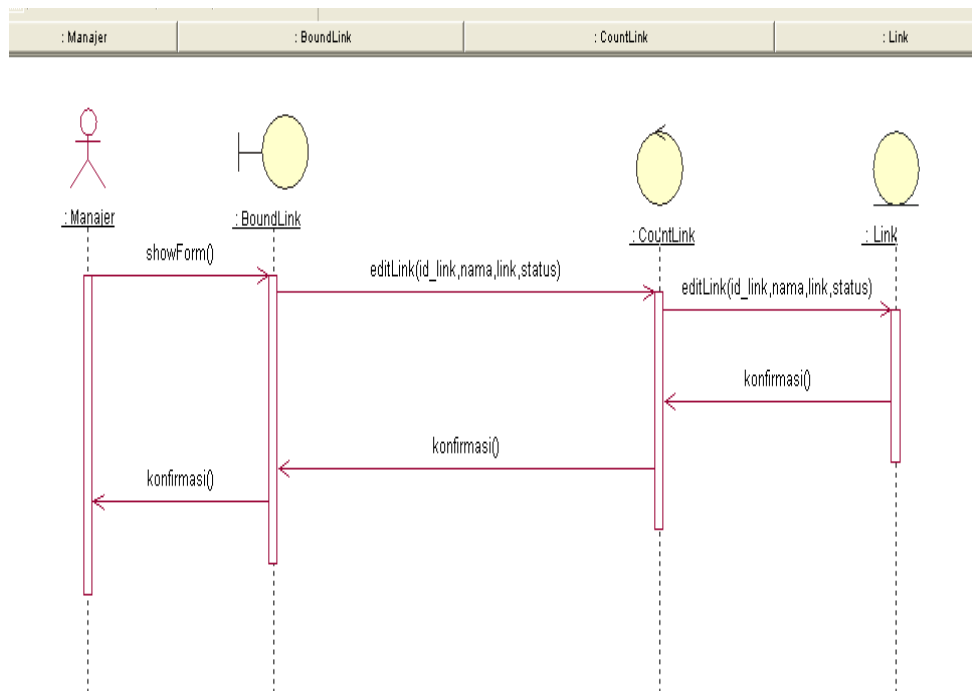 : Manajer
: BoundLink
: CountLink
: Link
: Manajer
: BoundLink
: CountLink
: Link
showForm()
editLink(id_link,nama,link,status)
editLink(id_link,nama,link,status)
konfirmasi()
konfirmasi()
konfirmasi()